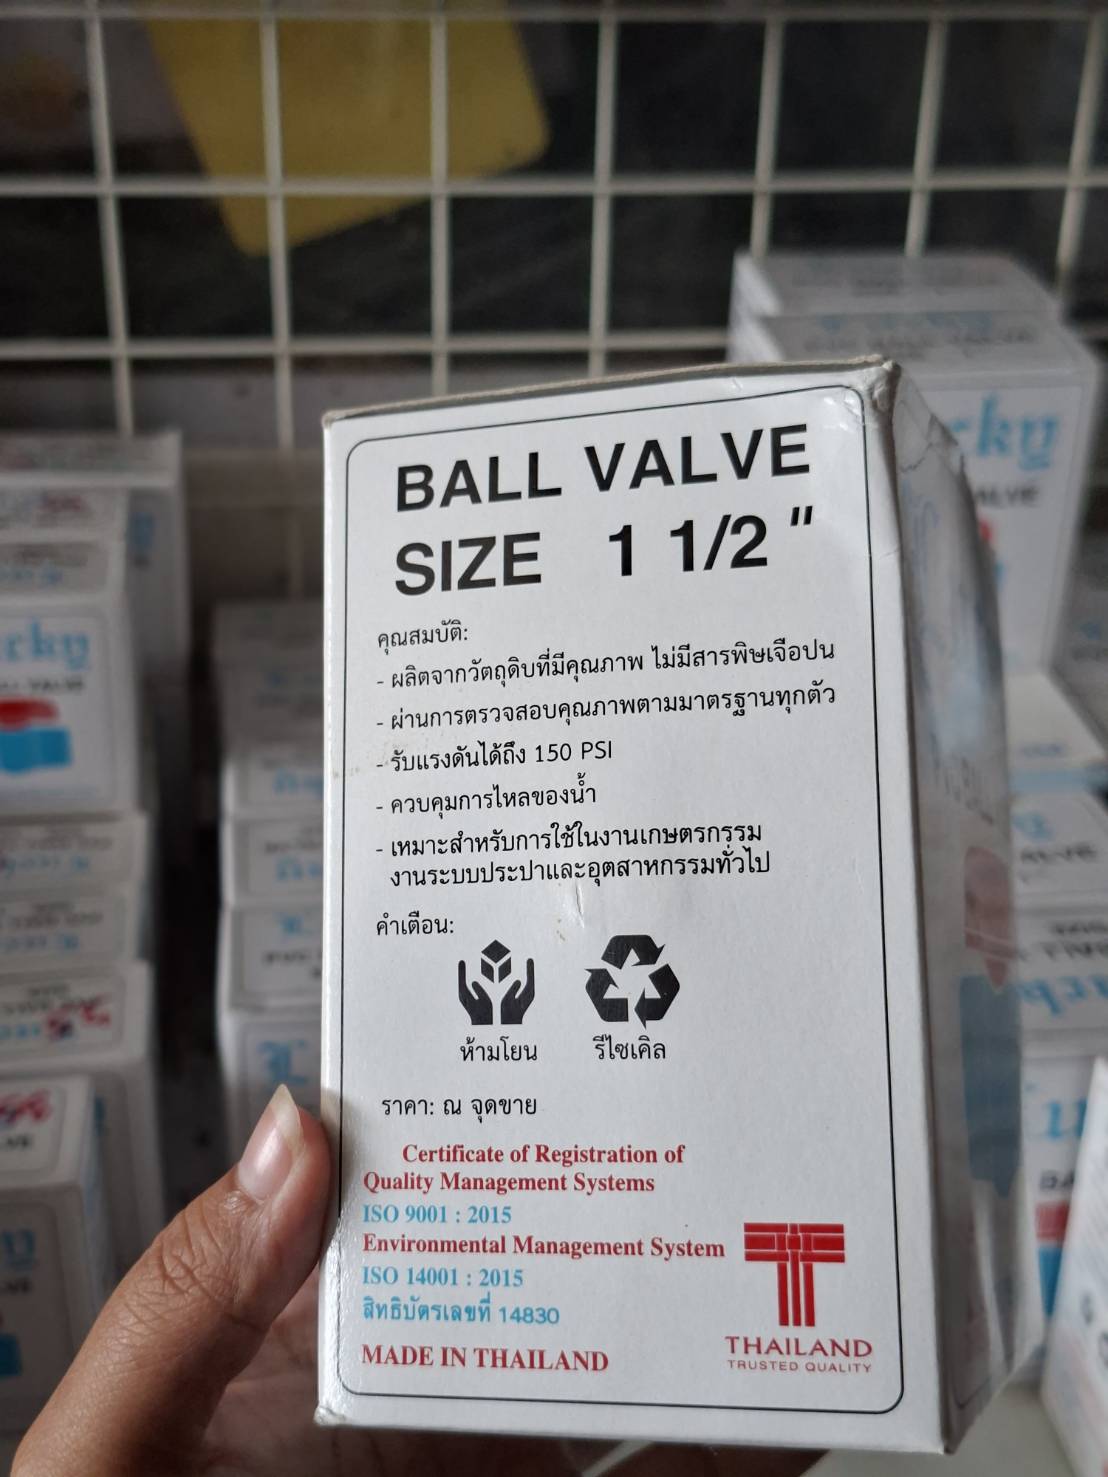 BALL VALVE
SIZE 1 1/2 "
คุณสมบัติ:
- ผลิตจากวัตถุดิบที่มีคุณภาพ ไม่มีสารพิษเจือปน
- ผ่านการตรวจสอบคุณภาพตามมาตรฐานทุกตัว
- รับแรงดันได้ถึง 150 PSI
- ควบคุมการไหลของน้ำ
- เหมาะสำหรับการใช้ในงานเกษตรกรรม
งานระบบประปาและอุตสาหกรรมทั่วไป
คำเตือน:
ห้ามโยน รีไซเคิล
ราคา: ณ จุดขาย
Certificate of Registration of
Quality Management Systems
ISO 9001 : 2015
Environmental Management System
ISO 14001 : 2015
สิทธิบัตรเลขที่ 14830
MADE IN THAILAND
THAILAND
TRUSTED QUALITY